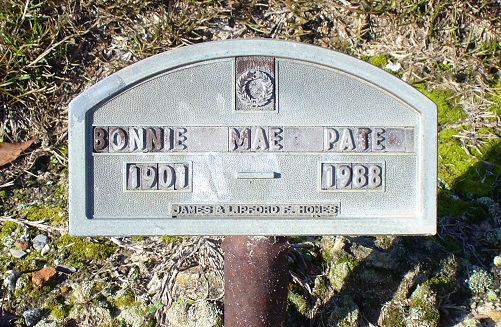 BONNIE MAE PATE
1901 — 1988
JAMES & LIPFORD F. HOMES